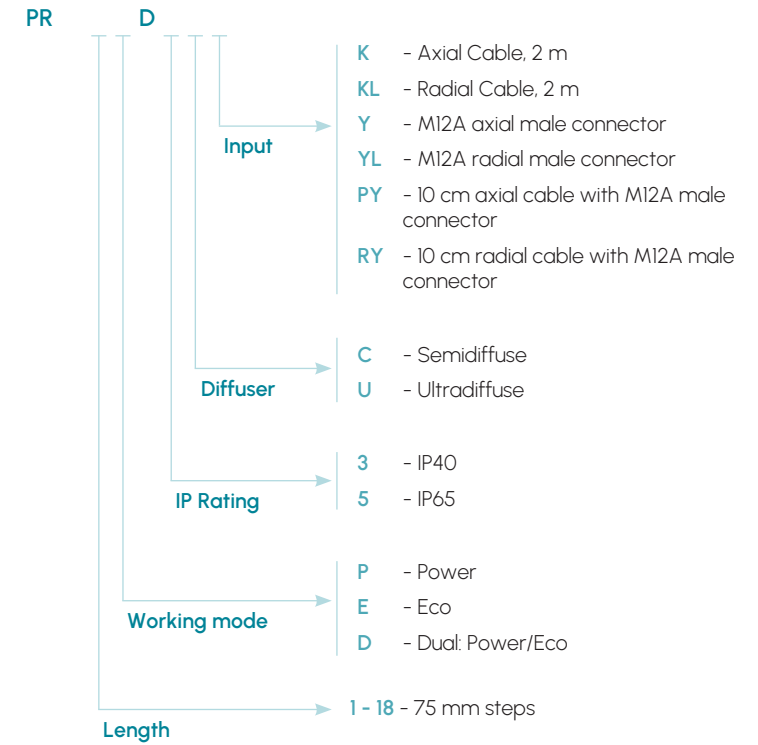 PR D
K - Axial Cable, 2 m
KL - Radial Cable, 2 m
Y - M12A axial male connector
Input
YL - M12A radial male connector
PY - 10 cm axial cable with M12A male
connector
RY - 10 cm radial cable with M12A male
connector
C - Semidiffuse
Diffuser
U - Ultradiffuse
3 - IP40
IP Rating
5 - IP65
P - Power
E - Eco
Working mode
D - Dual: Power/Eco
1 - 18 - 75 mm steps
Length